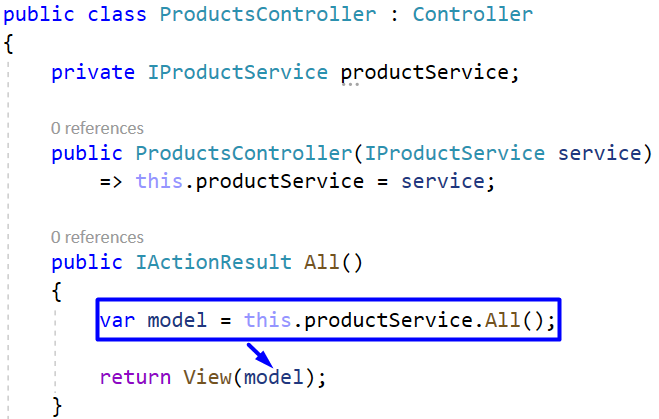 public class ProductsController : Controller
{
private IProductService productService;
0 references
public ProductsController(IProductService service)
=> this.productService = service;
0 references
public IActionResult All()
{
var model = this.productService.All();
return View(model);
}